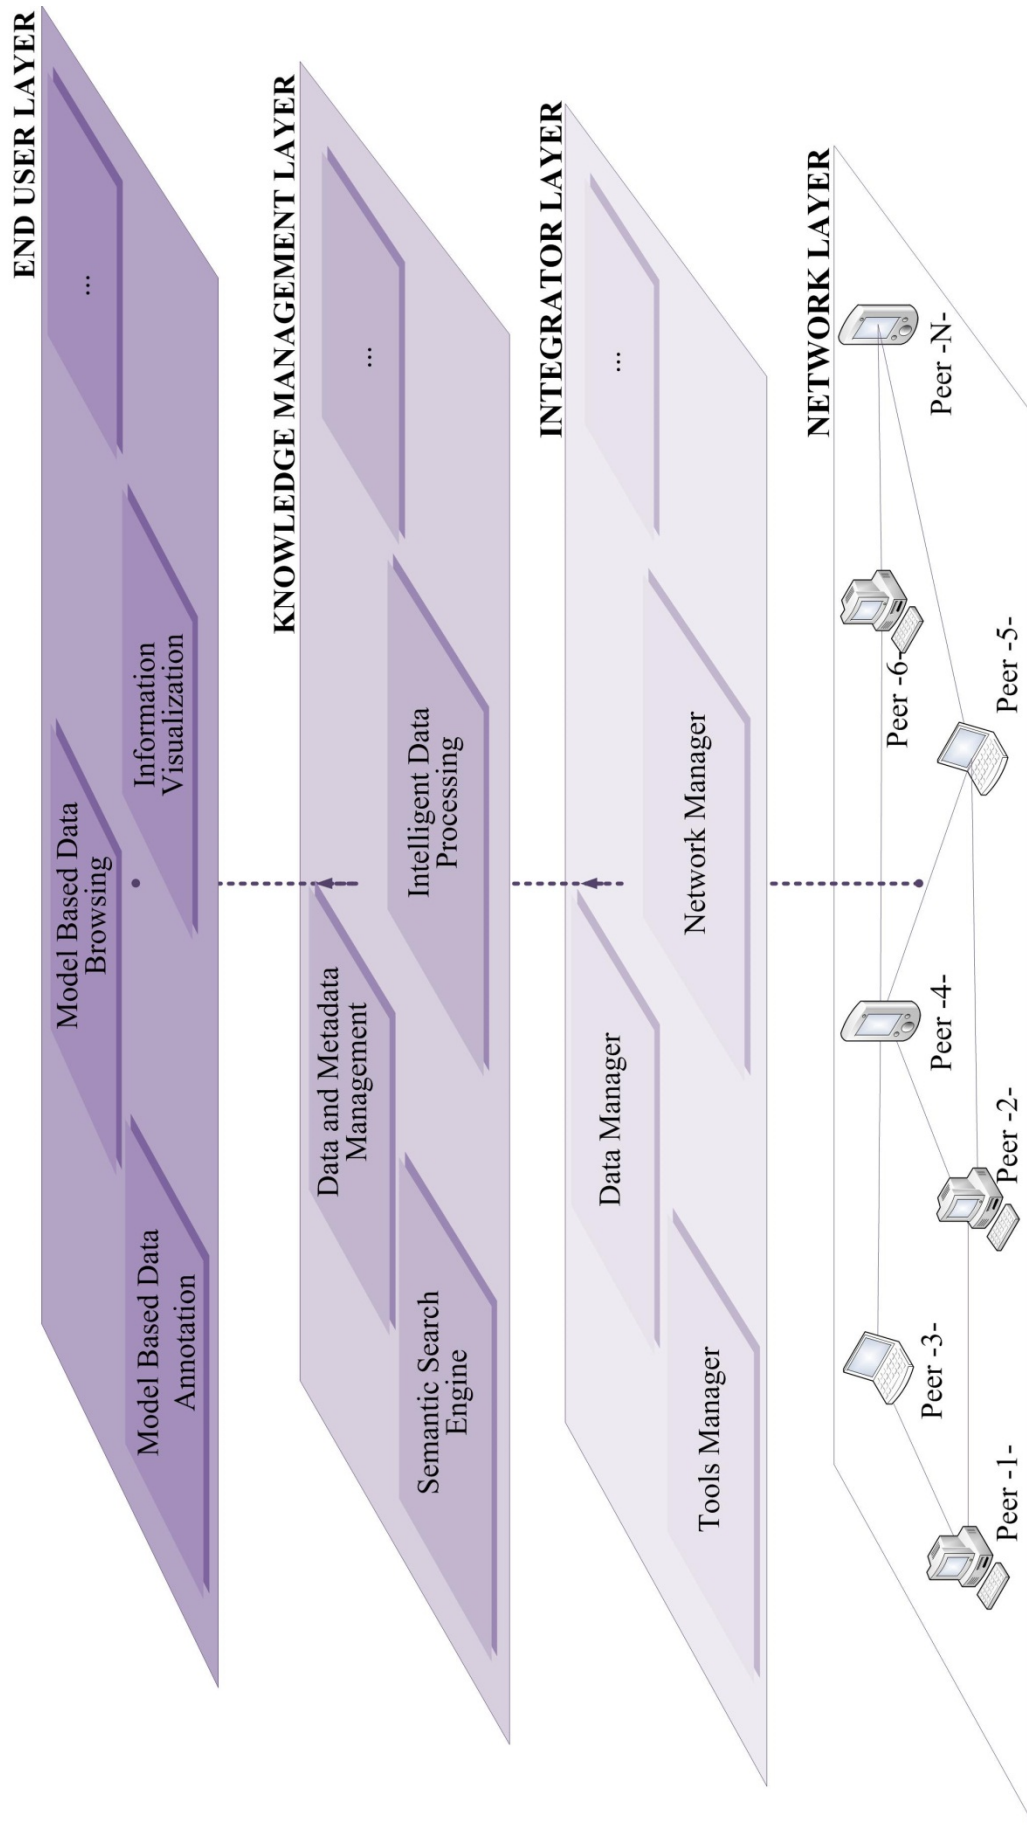 END USER LAYER
...
Model Based Data
Browsing
Information
Visualization
Model Based Data
Annotation
KNOWLEDGE MANAGEMENT LAYER
...
Data and Metadata
Management
Intelligent Data
Processing
Semantic Search
Engine
INTEGRATOR LAYER
...
Data Manager
Network Manager
Tools Manager
NETWORK LAYER
Peer -3-
Peer -4-
Peer -6-
Peer -N-
Peer -1-
Peer -2-
Peer -5-